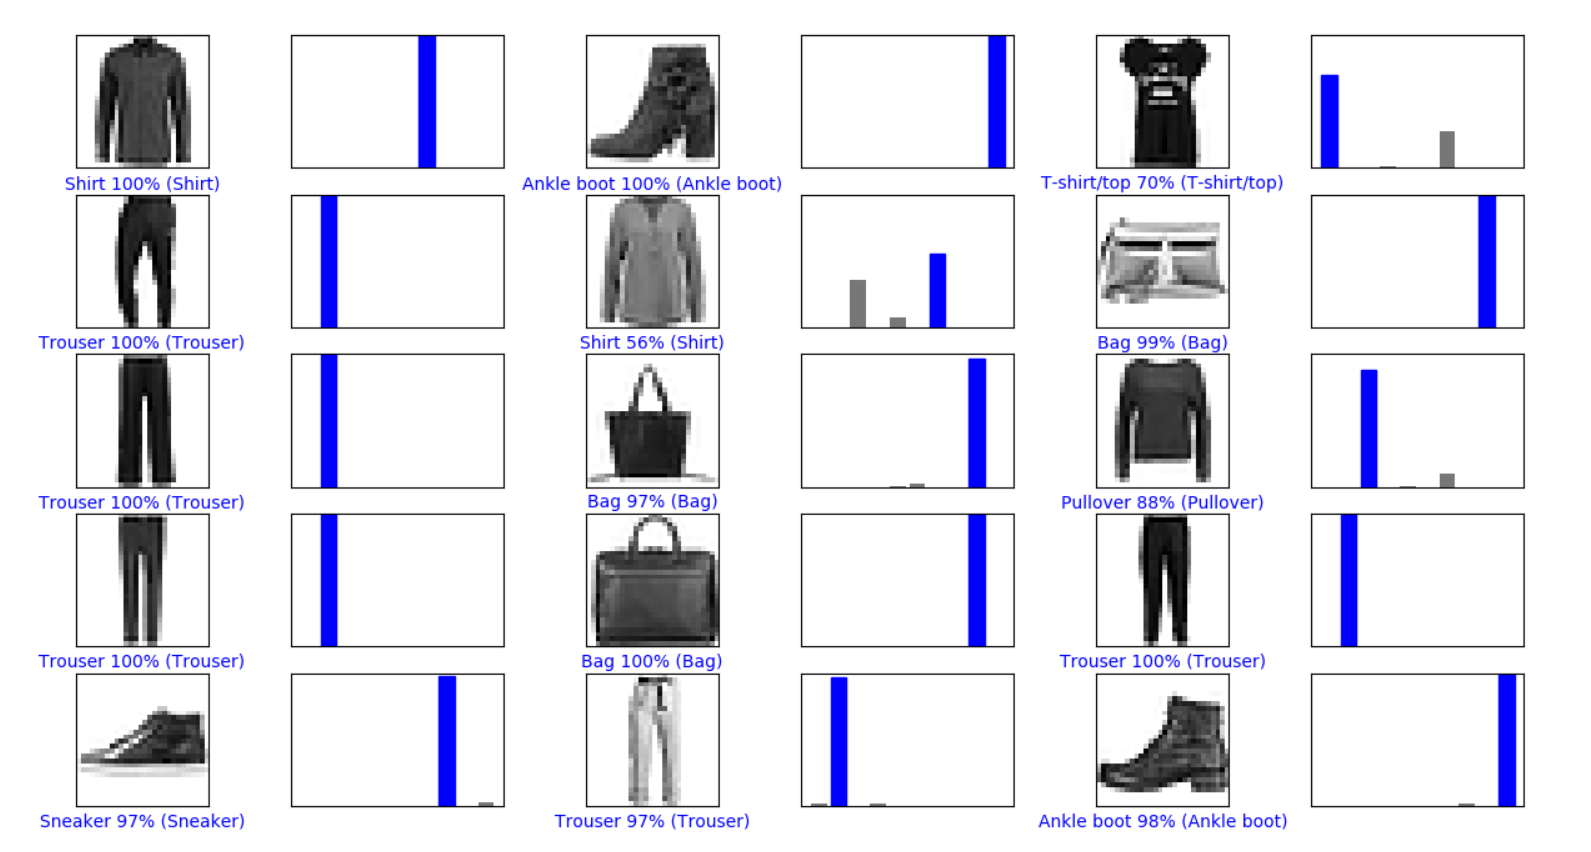 Shirt 100% (Shirt)
Ankle boot 100% (Ankle boot)
T-shirt/top 70% (T-shirt/top)
Trouser 100% (Trouser)
Shirt 56% (Shirt)
Bag 99% (Bag)
Trouser 100% (Trouser)
Bag 97% (Bag)
Pullover 88% (Pullover)
Trouser 100% (Trouser)
Bag 100% (Bag)
Trouser 100% (Trouser)
Sneaker 97% (Sneaker)
Trouser 97% (Trouser)
Ankle boot 98% (Ankle boot)